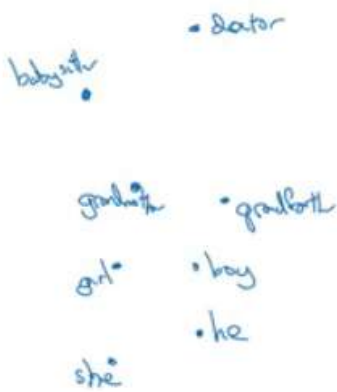 doctor
babysitter
grandmother
grandfather
girl
boy
he
she